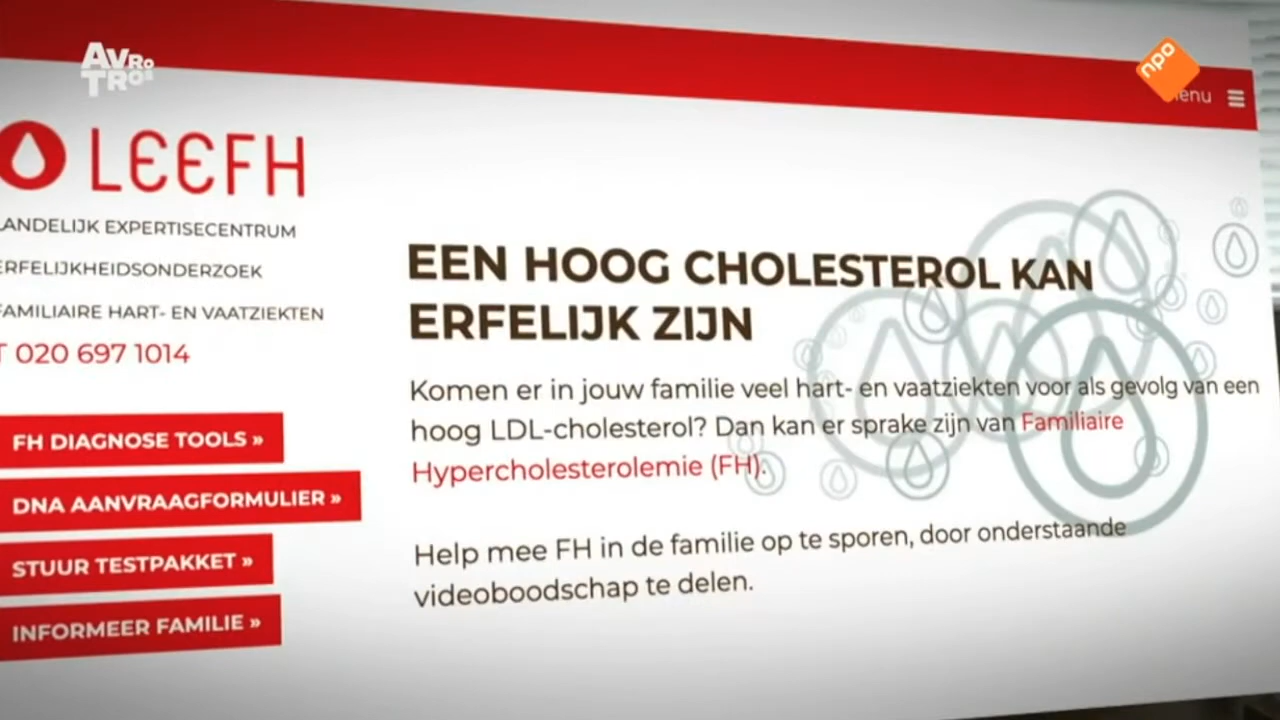 AVROTROS
npo
enu
LEEFH
LANDELIJK EXPERTISECENTRUM
ERFELIJKHEIDSONDERZOEK
FAMILIAIRE HART- EN VAATZIEKTEN
T 020 697 1014
FH DIAGNOSE TOOLS »
DNA AANVRAAGFORMULIER »
STUUR TESTPAKKET »
INFORMEER FAMILIE »
EEN HOOG CHOLESTEROL KAN
ERFELIJK ZIJN
Komen er in jouw familie veel hart- en vaatziekten voor als gevolg van een
hoog LDL-cholesterol? Dan kan er sprake zijn van Familiaire
Hypercholesterolemie (FH).
Help mee FH in de familie op te sporen, door onderstaande
videoboodschap te delen.